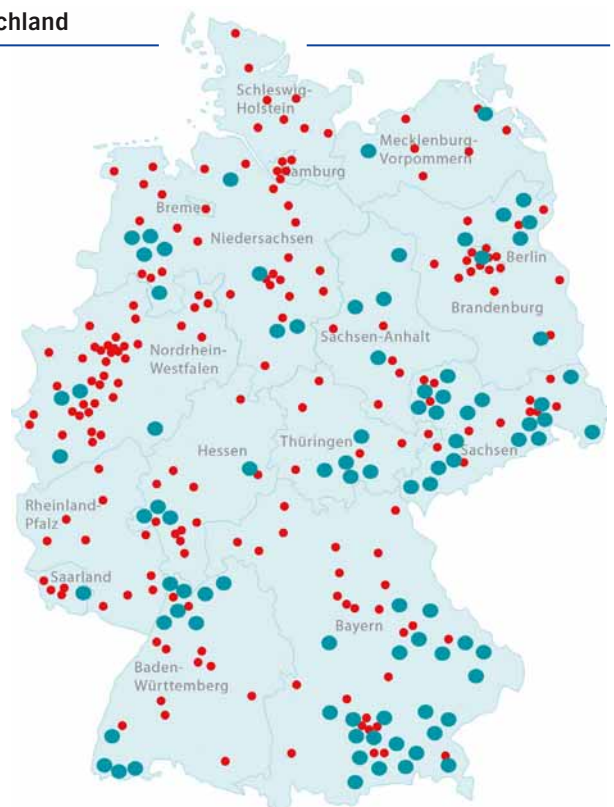 chland
Schleswig-
Holstein
Mecklenburg-
Vorpommern
amburg
Bremen
Niedersachsen
Berlin
Brandenburg
Sachsen-Anhalt
Nordrhein-
Westfalen
Hessen
Thüringen
Sachsen
Rheinland-
Pfalz
Saarland
Bayern
Baden-
Württemberg